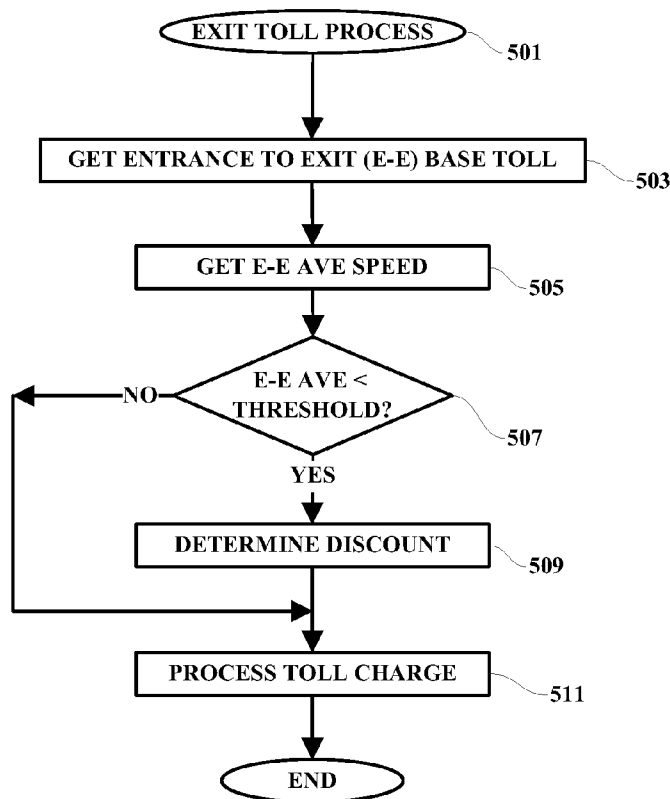 EXIT TOLL PROCESS
501
GET ENTRANCE TO EXIT (E-E) BASE TOLL
503
GET E-E AVE SPEED
505
E-E AVE <
THRESHOLD?
NO
507
YES
DETERMINE DISCOUNT
509
PROCESS TOLL CHARGE
511
END